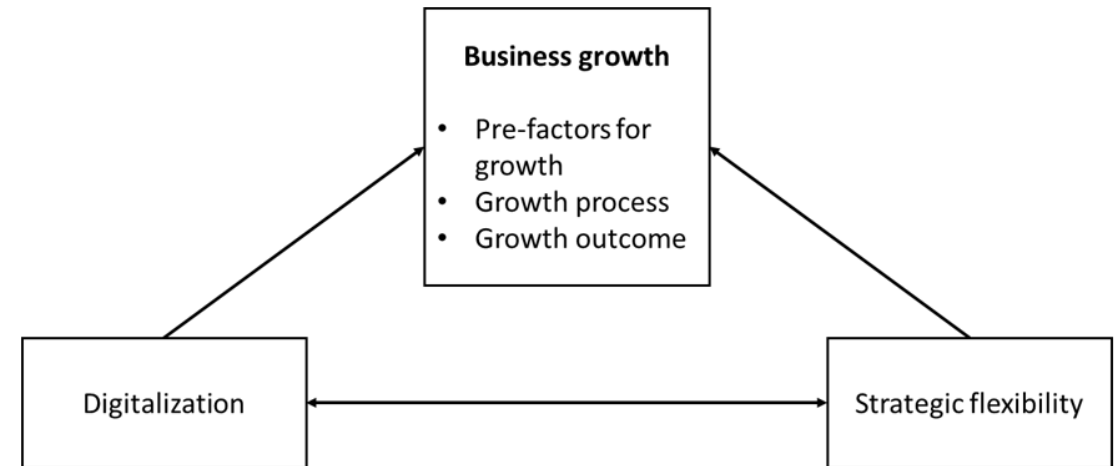 Business growth
• Pre-factors for
growth
• Growth process
• Growth outcome
Digitalization
Strategic flexibility